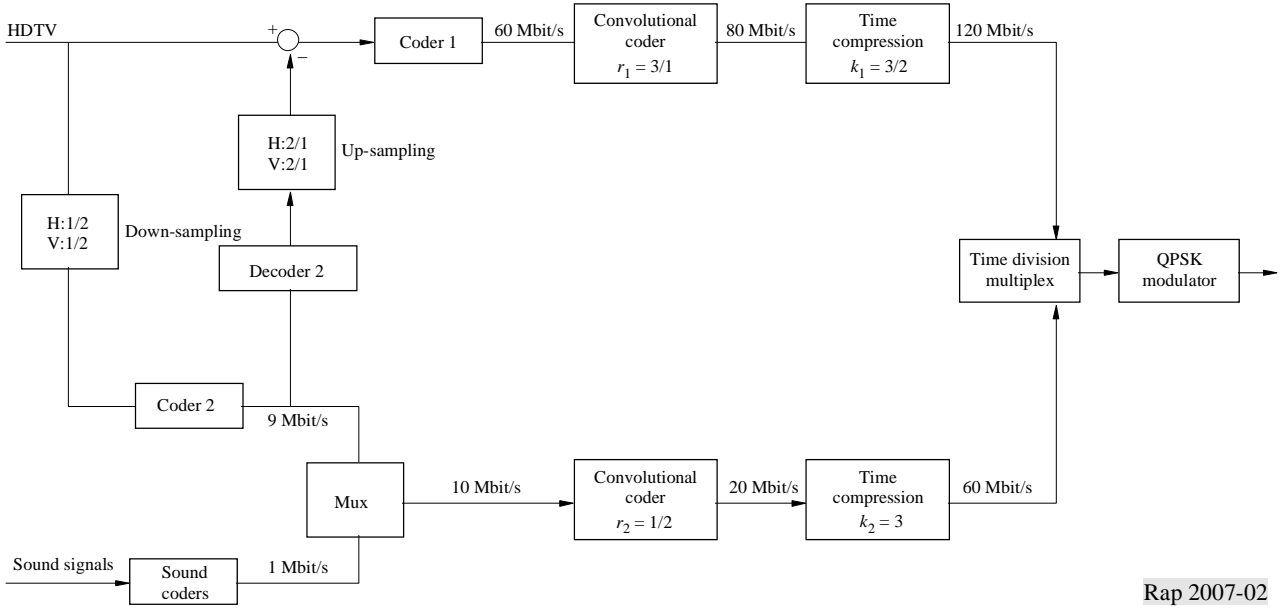 HDTV
+
–
Coder 1
60 Mbit/s
Convolutional
coder
r1 = 3/1
80 Mbit/s
Time
compression
k1 = 3/2
120 Mbit/s
H:2/1
V:2/1
Up-sampling
H:1/2
V:1/2
Down-sampling
Decoder 2
Time division
multiplex
QPSK
modulator
Coder 2
9 Mbit/s
Mux
10 Mbit/s
Convolutional
coder
r2 = 1/2
20 Mbit/s
Time
compression
k2 = 3
60 Mbit/s
Sound signals
Sound
coders
1 Mbit/s
Rap 2007-02